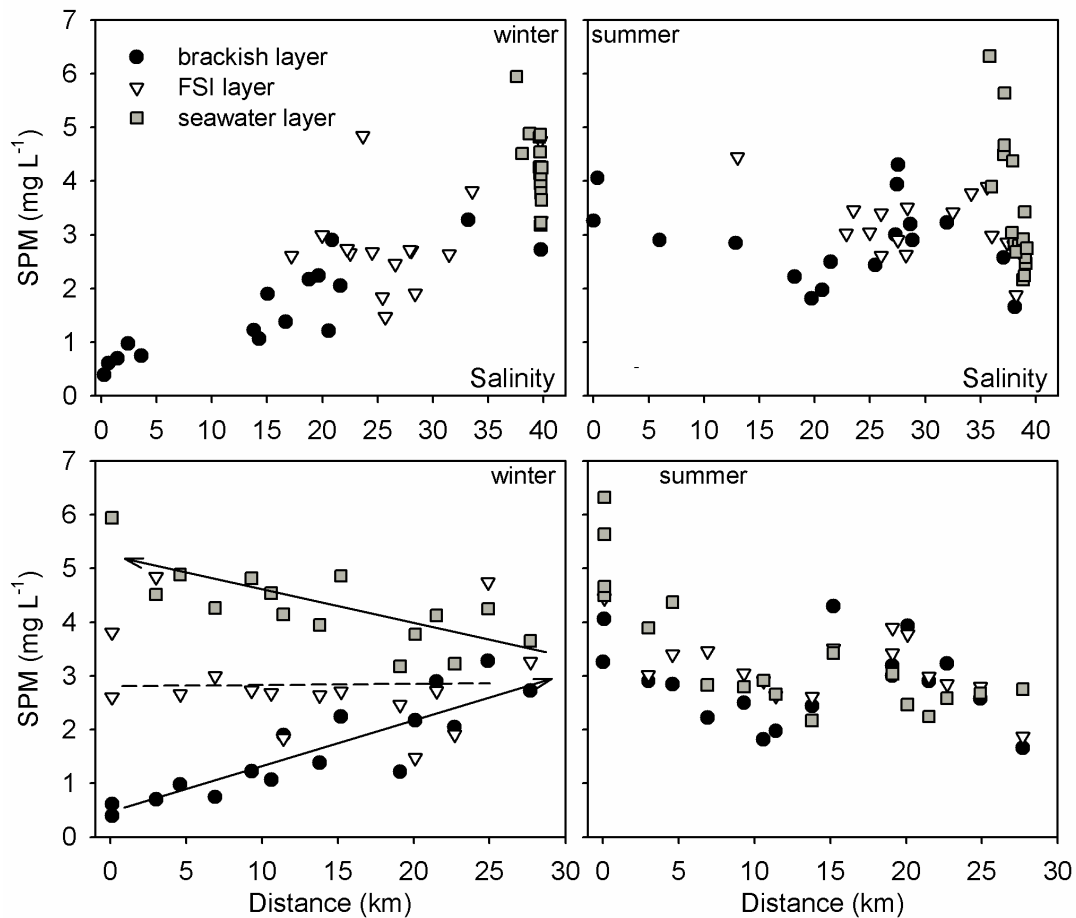 7
6
5
4
3
2
1
0
SPM (mg L-1)
winter
brackish layer
FSI layer
seawater layer
Salinity
0 5 10 15 20 25 30 35 40
summer
Salinity
0 5 10 15 20 25 30 35 40
7
6
5
4
3
2
1
0
SPM (mg L-1)
winter
0 5 10 15 20 25 30
Distance (km)
summer
0 5 10 15 20 25 30
Distance (km)